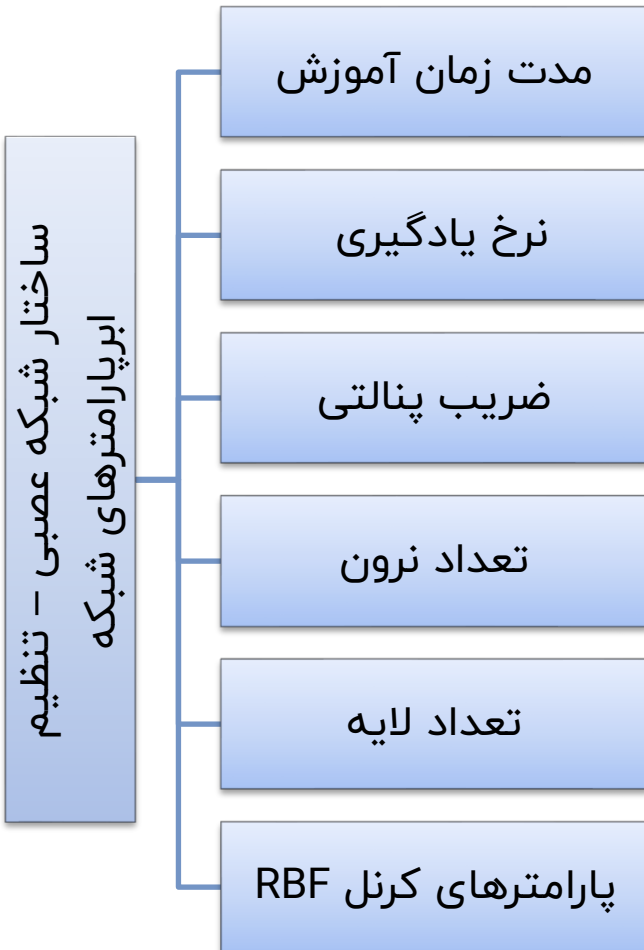 ساختار شبکه عصبی – تنظیم
ابرپارامترهای شبکه
مدت زمان آموزش
نرخ یادگیری
ضریب پنالتی
تعداد نرون
تعداد لایه
پارامترهای کرنل RBF